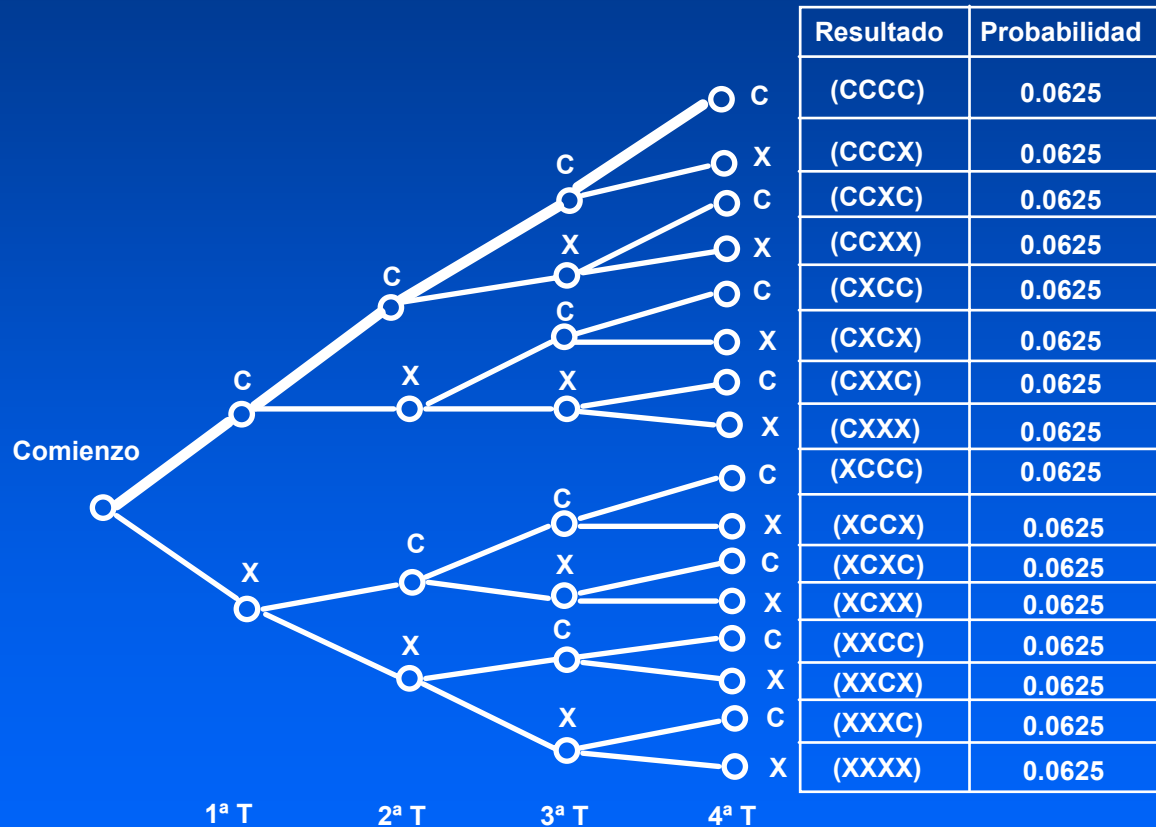 Resultado Probabilidad
C (CCCC) 0.0625
C X (CCCX) 0.0625
C (CCXC) 0.0625
X X (CCXX) 0.0625
C C (CXCC) 0.0625
C X (CXCX) 0.0625
C X X C (CXXC) 0.0625
X (CXXX) 0.0625
Comienzo
C (XCCC) 0.0625
C X (XCCX) 0.0625
X C X C (XCXC) 0.0625
X (XCXX) 0.0625
X C C (XXCC) 0.0625
X (XXCX) 0.0625
X C (XXXC) 0.0625
X (XXXX) 0.0625
1ª T 2ª T 3ª T 4ª T